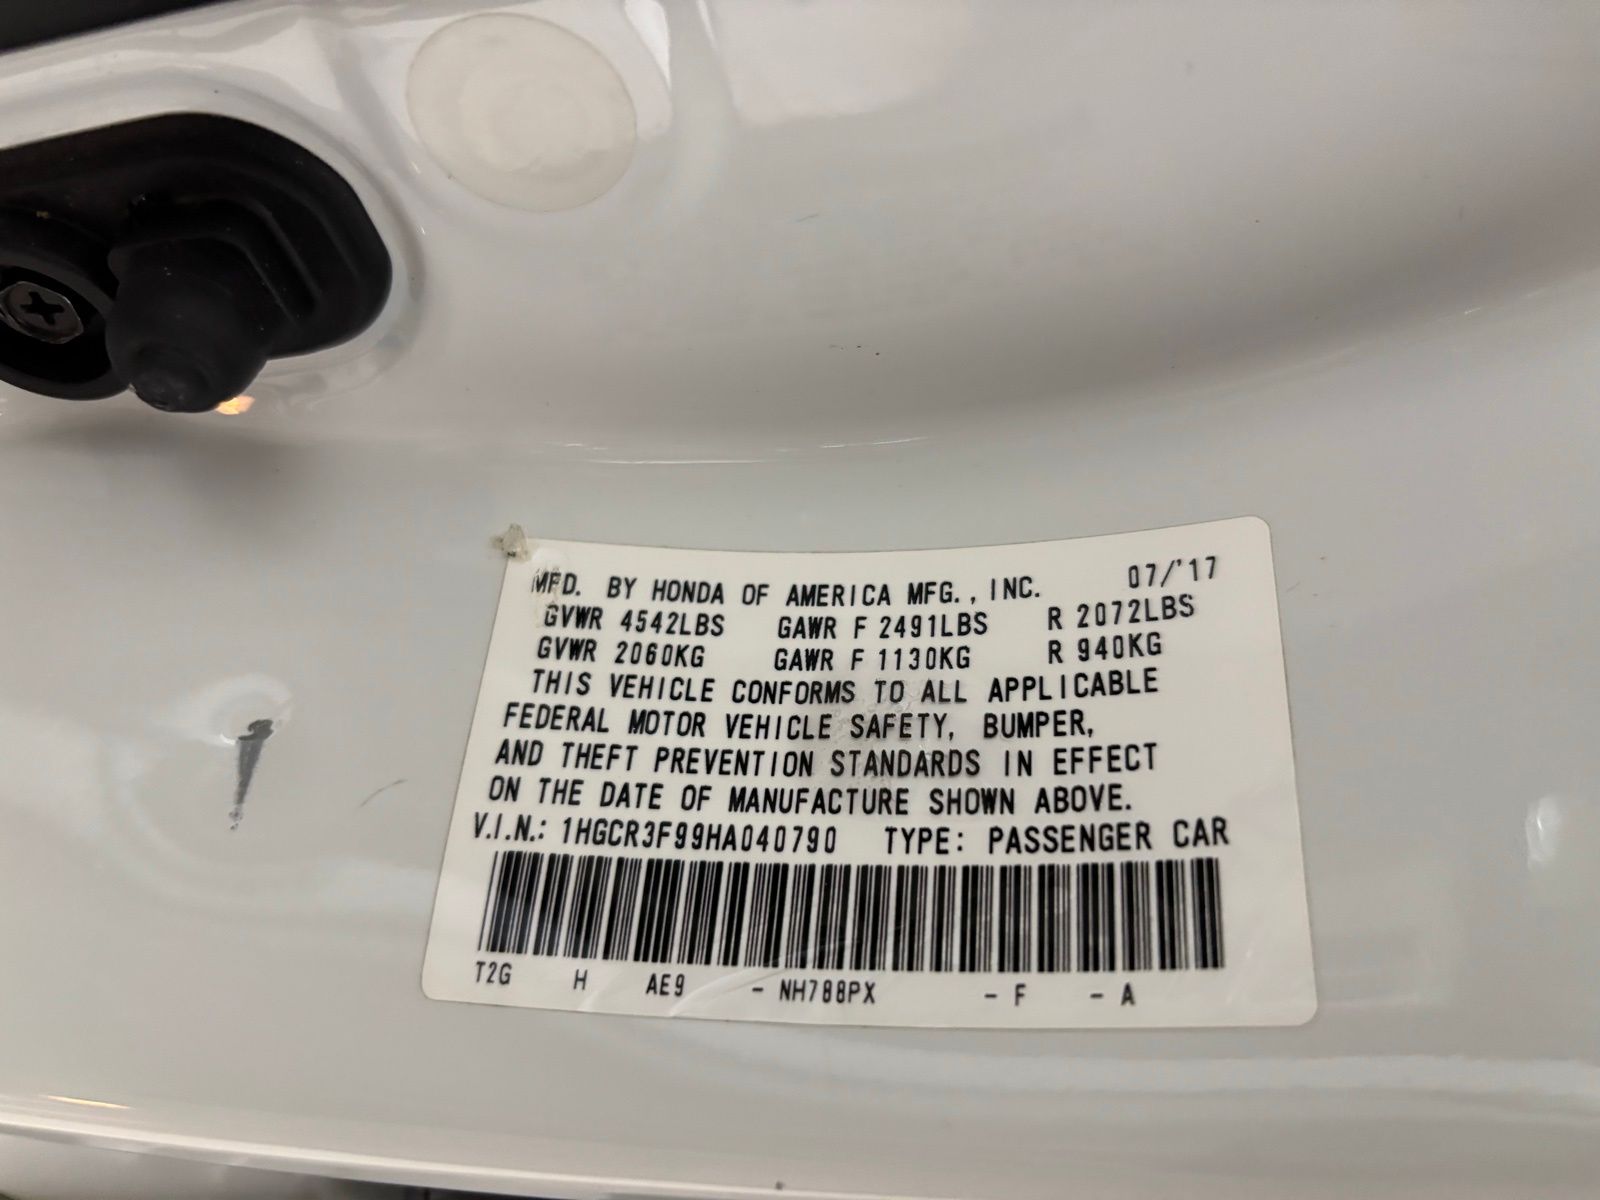 MFD. BY HONDA OF AMERICA MFG., INC. 07/'17
GVWR 4542LBS GAWR F 2491LBS R 2072LBS
GVWR 2060KG GAWR F 1130KG R 940KG
THIS VEHICLE CONFORMS TO ALL APPLICABLE
FEDERAL MOTOR VEHICLE SAFETY, BUMPER,
AND THEFT PREVENTION STANDARDS IN EFFECT
ON THE DATE OF MANUFACTURE SHOWN ABOVE.
V.I.N.: 1HGCR3F99HA040790 TYPE: PASSENGER CAR
T2G H AE9 - NH788PX - F - A